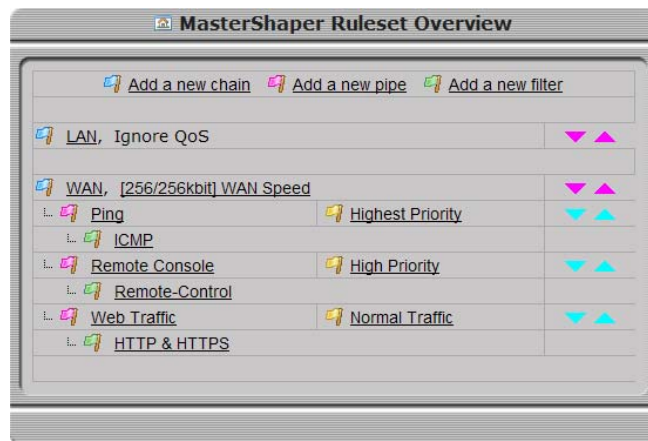 MasterShaper Ruleset Overview
Add a new chain Add a new pipe Add a new filter
LAN, Ignore QoS
WAN, [256/256kbit] WAN Speed
Ping Highest Priority
ICMP
Remote Console High Priority
Remote-Control
Web Traffic Normal Traffic
HTTP & HTTPS